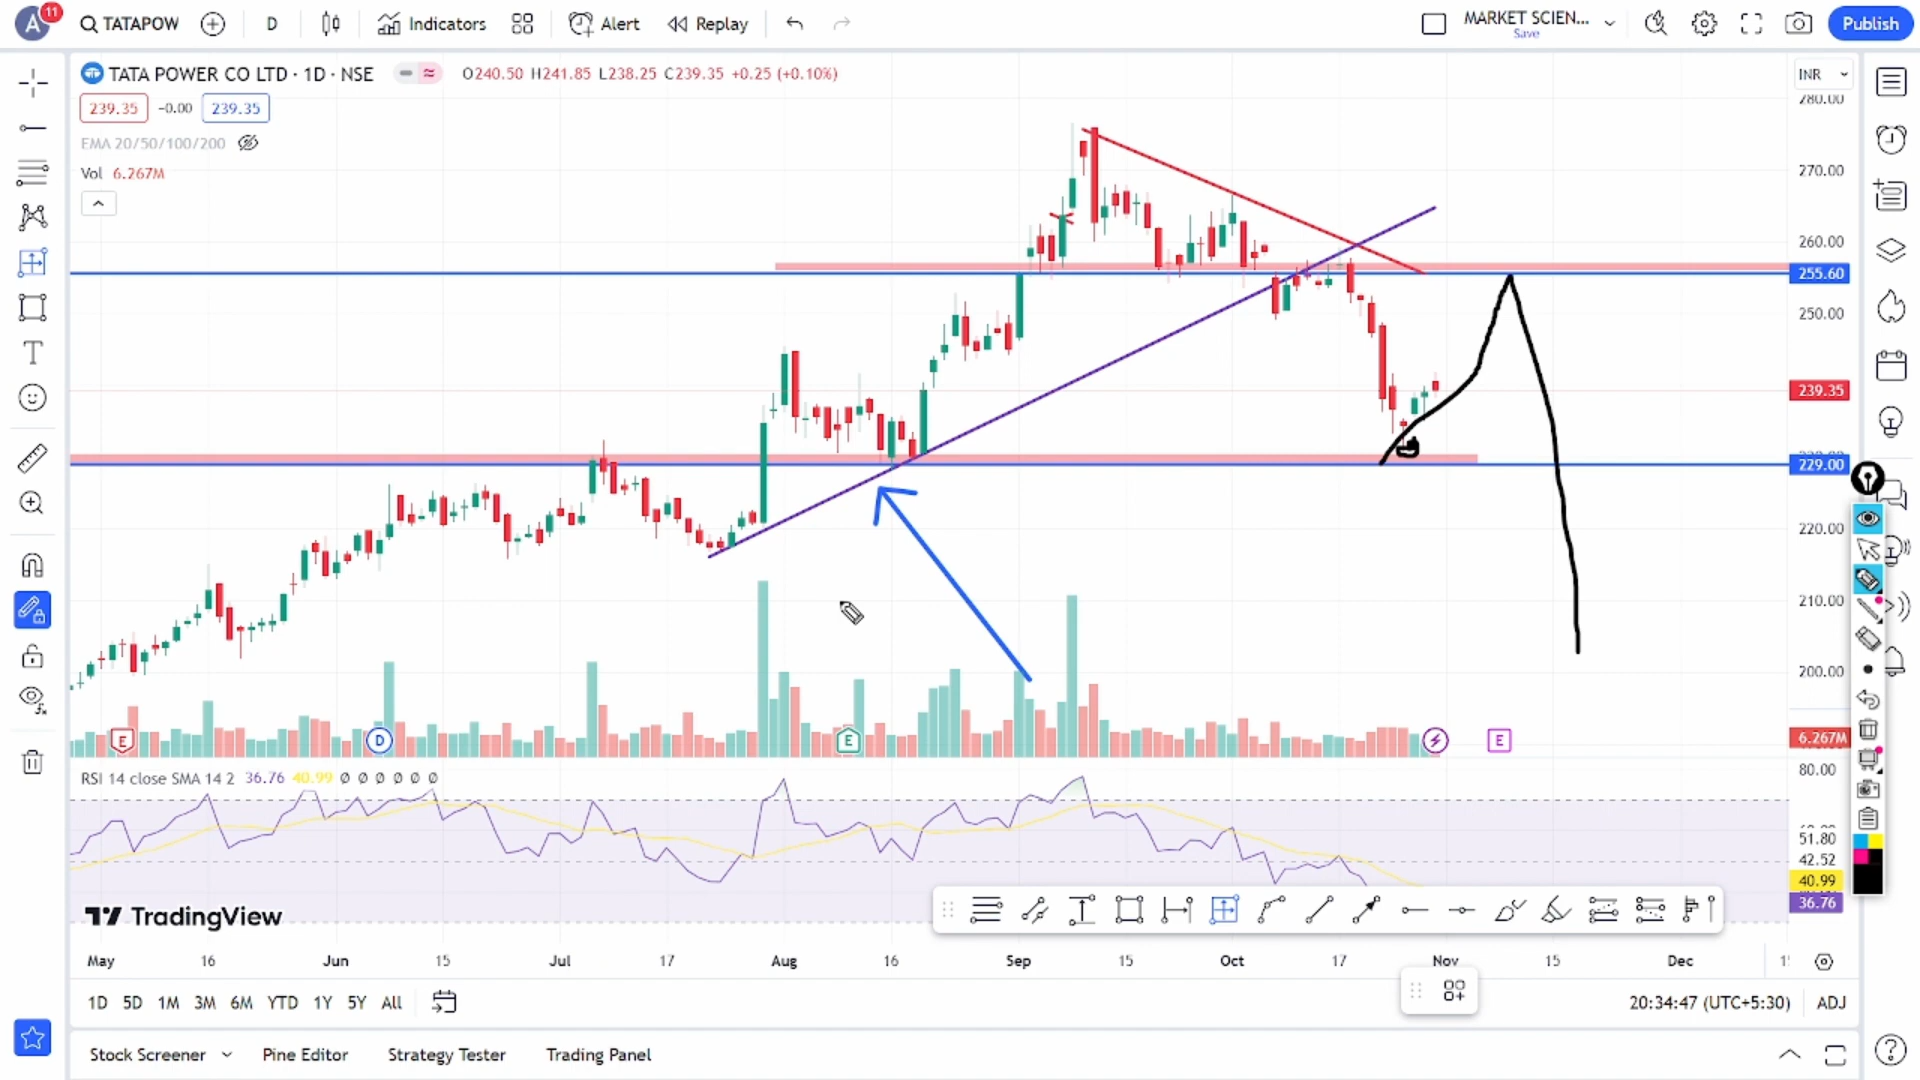 A
11
TATAPOW
D
Indicators
Alert
Replay
MARKET SCIEN...
Save
Publish
TATA POWER CO LTD · 1D · NSE
O240.50 H241.85 L238.25 C239.35 +0.25 (+0.10%)
INR
239.35 −0.00 239.35
EMA 20/50/100/200
Vol 6.267M
280.00
270.00
260.00
255.60
250.00
239.35
229.00
220.00
210.00
200.00
6.267M
E
D
E
E
RSI 14 close SMA 14 2 36.76 40.99 Ø Ø Ø Ø Ø Ø
80.00
51.80
42.52
40.99
36.76
TradingView
May 16 Jun 15 Jul 17 Aug 16 Sep 15 Oct 17 Nov 15 Dec
1D 5D 1M 3M 6M YTD 1Y 5Y All
20:34:47 (UTC+5:30) ADJ
Stock Screener Pine Editor Strategy Tester Trading Panel